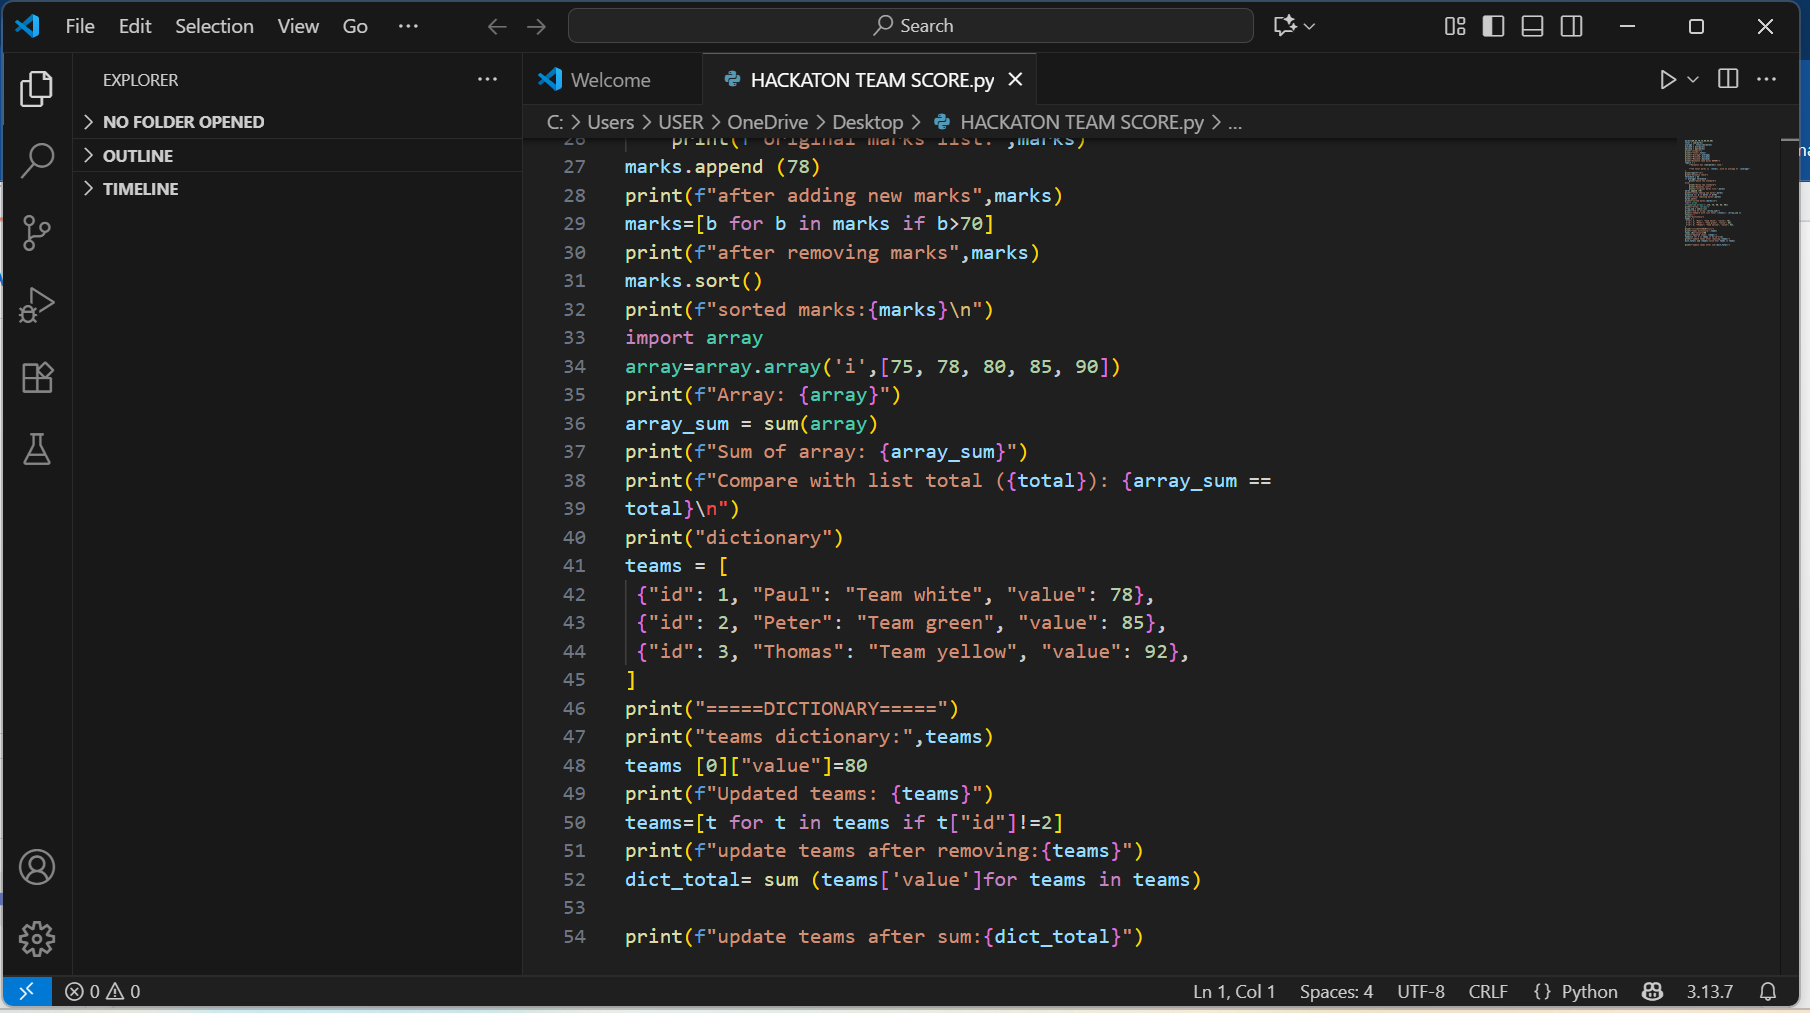 File Edit Selection View Go ··· Search
EXPLORER ···
NO FOLDER OPENED
OUTLINE
TIMELINE
Welcome HACKATON TEAM SCORE.py
C: > Users > USER > OneDrive > Desktop > HACKATON TEAM SCORE.py > ...
26 print(f"original marks list:",marks)
27 marks.append (78)
28 print(f"after adding new marks",marks)
29 marks=[b for b in marks if b>70]
30 print(f"after removing marks",marks)
31 marks.sort()
32 print(f"sorted marks:{marks}\n")
33 import array
34 array=array.array('i',[75, 78, 80, 85, 90])
35 print(f"Array: {array}")
36 array_sum = sum(array)
37 print(f"Sum of array: {array_sum}")
38 print(f"Compare with list total ({total}): {array_sum ==
39 total}\n")
40 print("dictionary")
41 teams = [
42 {"id": 1, "Paul": "Team white", "value": 78},
43 {"id": 2, "Peter": "Team green", "value": 85},
44 {"id": 3, "Thomas": "Team yellow", "value": 92},
45 ]
46 print("=====DICTIONARY=====")
47 print("teams dictionary:",teams)
48 teams [0]["value"]=80
49 print(f"Updated teams: {teams}")
50 teams=[t for t in teams if t["id"]!=2]
51 print(f"update teams after removing:{teams}")
52 dict_total= sum (teams['value']for teams in teams)
53
54 print(f"update teams after sum:{dict_total}")
0 0 Ln 1, Col 1 Spaces: 4 UTF-8 CRLF {} Python 3.13.7